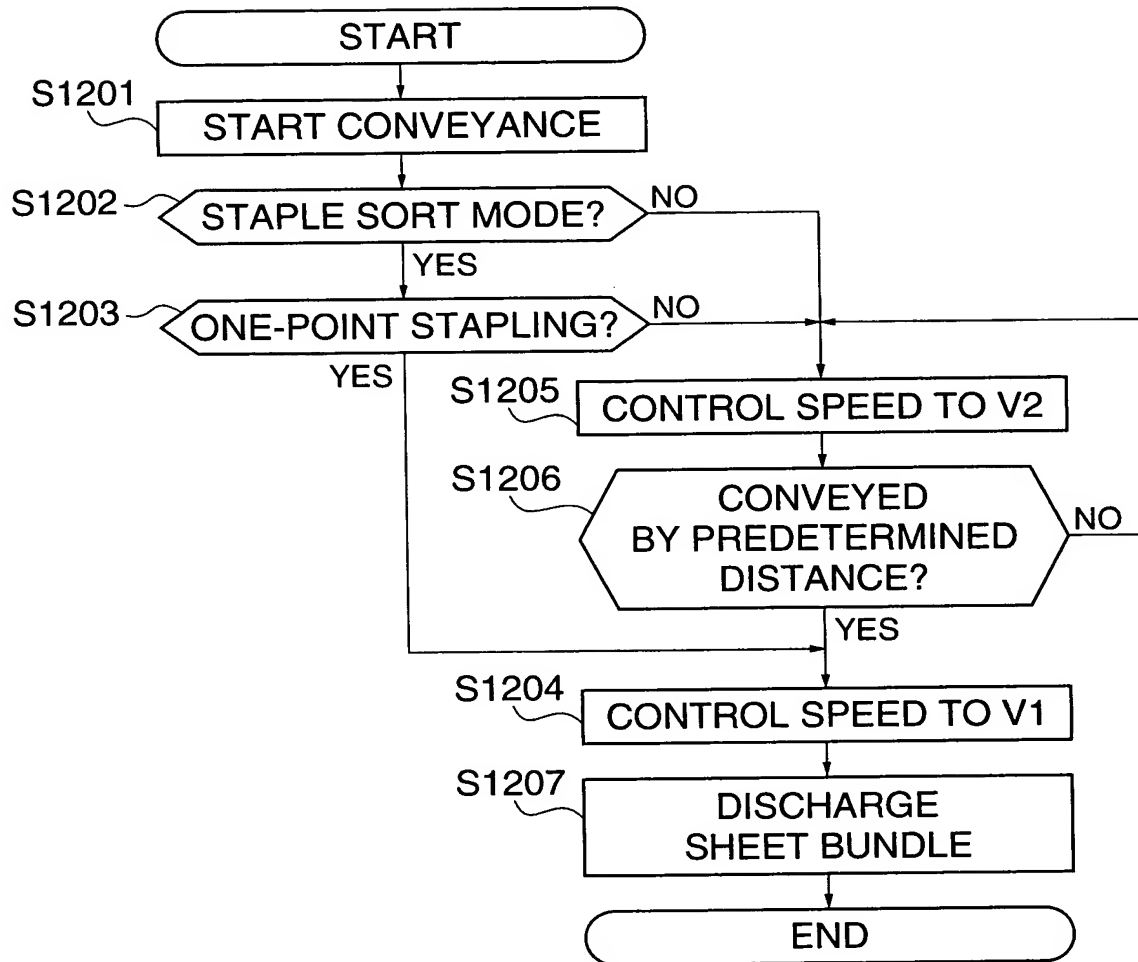 START
S1201
START CONVEYANCE
S1202
STAPLE SORT MODE?
NO
YES
S1203
ONE-POINT STAPLING?
NO
YES
S1205
CONTROL SPEED TO V2
S1206
CONVEYED
BY PREDETERMINED
DISTANCE?
NO
YES
S1204
CONTROL SPEED TO V1
S1207
DISCHARGE
SHEET BUNDLE
END